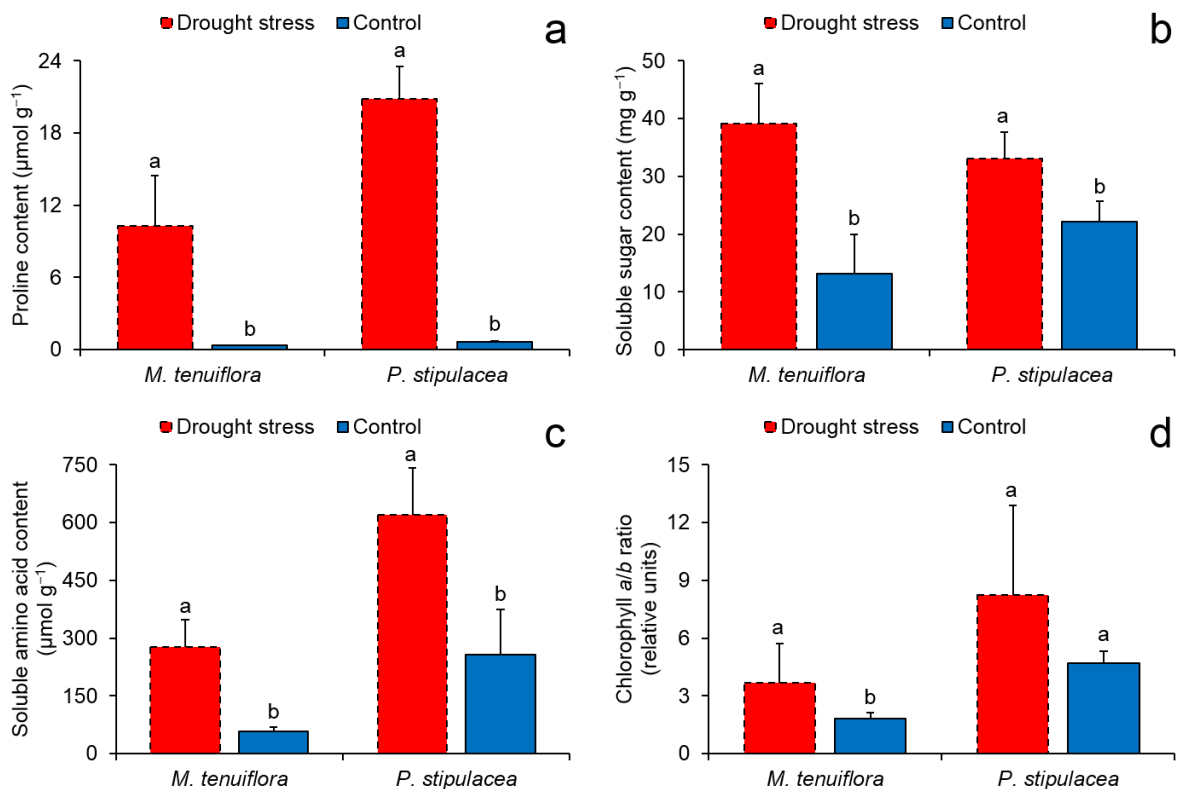 Drought stress Control
a
Proline content (µmol g⁻¹)
24
18
12
6
0
a
b
a
b
M. tenuiflora P. stipulacea
Drought stress Control
b
Soluble sugar content (mg g⁻¹)
50
40
30
20
10
0
a
b
a
b
M. tenuiflora P. stipulacea
Drought stress Control
c
Soluble amino acid content
(µmol g⁻¹)
750
600
450
300
150
0
a
b
a
b
M. tenuiflora P. stipulacea
Drought stress Control
d
Chlorophyll a/b ratio
(relative units)
15
12
9
6
3
0
a
b
a
a
M. tenuiflora P. stipulacea